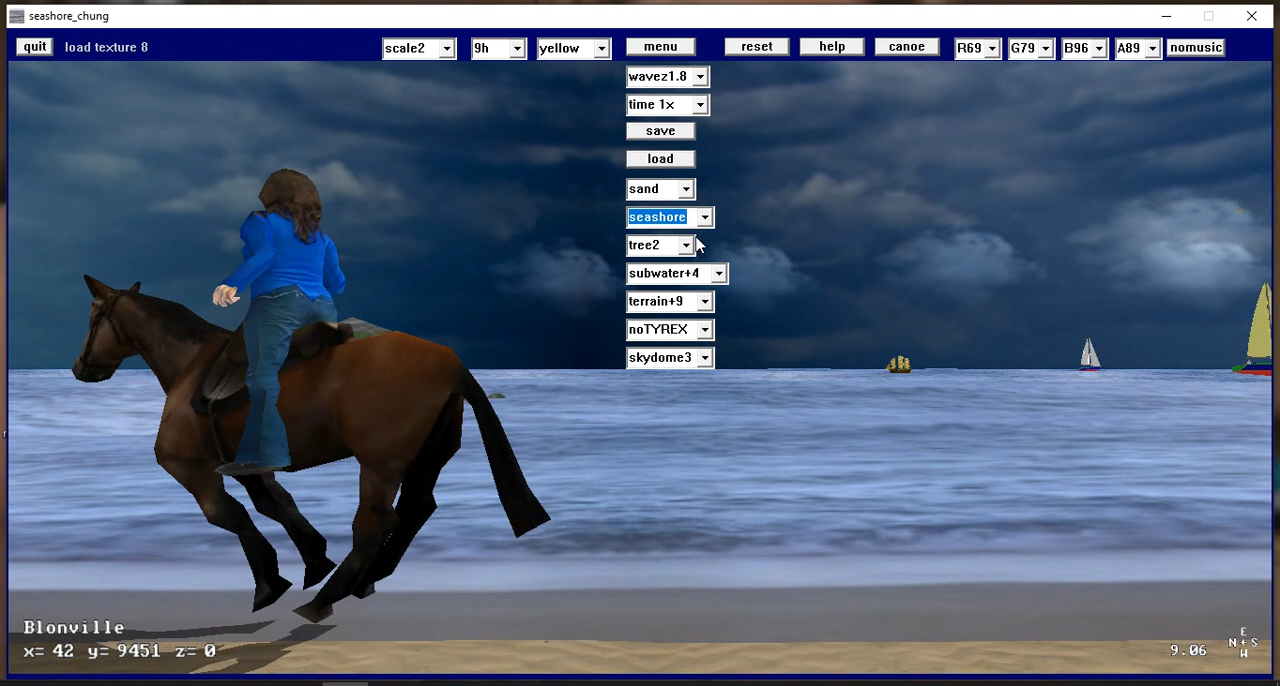 seashore_chung
quit load texture 8 scale2 9h yellow menu reset help canoe R69 G79 B96 A89 nomusic
wavez1.8
time 1x
save
load
sand
seashore
tree2
subwater+4
terrain+9
noTYREX
skydome3
Blonville
x= 42 y= 9451 z= 0
9.06
E
N + S
W